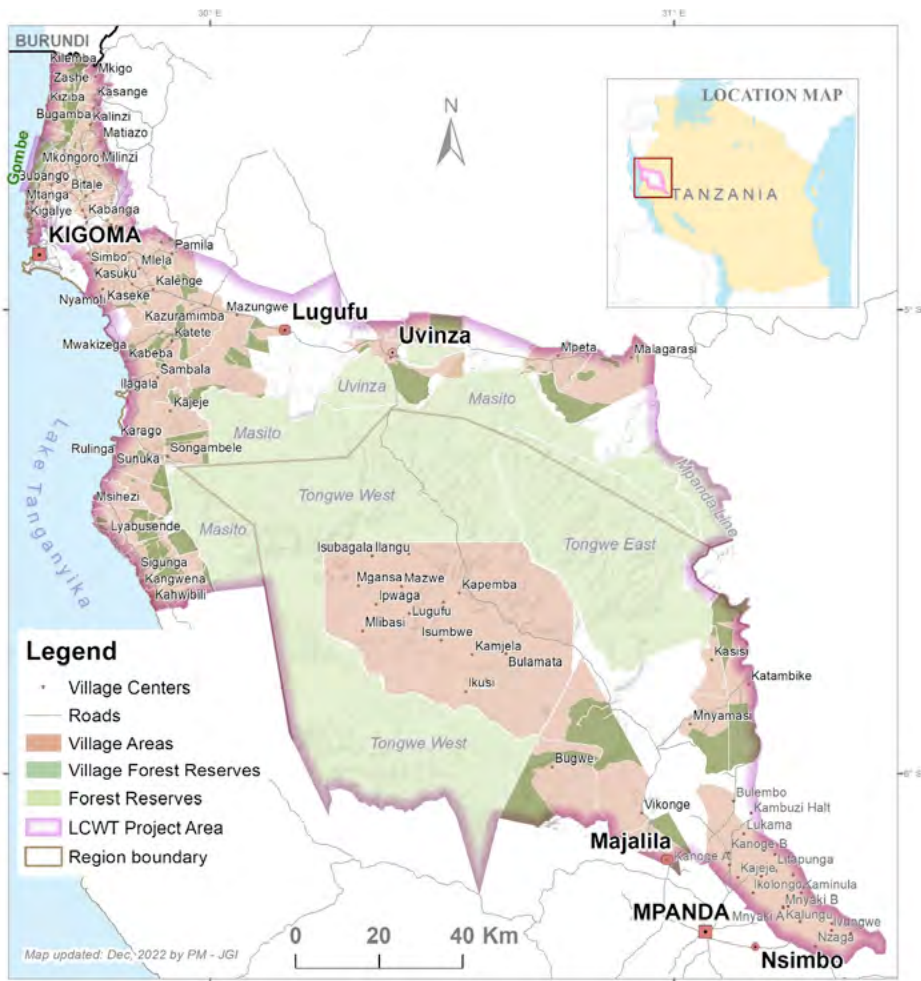 30° E
31° E
BURUNDI
Kilemba
Mkigo
Zashe
Kasange
Kiziba
Bugamba
Kalinzi
Matiazo
Gombe
Mkongoro
Milinzi
Bubango
Bitale
Mtanga
Kigalye
Kabanga
KIGOMA
Pamila
Simbo
Mlela
Kasuku
Kalenge
Nyamoli
Kaseke
Mazungwe
Kazuramimba
Lugufu
Katete
Mwakizega
Kabeba
Uvinza
Mpeta
Malagarasi
Sambala
Ilagala
Uvinza
Masito
Kajeje
Karago
Masito
Rulinga
Songambele
Sunuka
Mpanda Line
Lake Tanganyika
Msihezi
Tongwe West
Lyabusende
Masito
Tongwe East
Isubagala
Ilangu
Sigunga
Kangwena
Kahwibili
Mgansa
Mazwe
Kapemba
Ipwaga
Lugufu
Mlibasi
Isumbwe
Kamjela
Bulamata
Ikusi
Kasisi
Katambike
Mnyamasi
Tongwe West
Bugwe
Vikonge
Bulembo
Kambuzi Halt
Lukama
Majalila
Kanoge A
Kanoge B
Litapunga
Kajeje
Ikolongo
Kaminula
Mnyaki B
Mnyaki A
Kalungu
MPANDA
Ivungwe
Nzaga
Nsimbo
5° S
6° S
N
LOCATION MAP
TANZANIA
Legend
Village Centers
Roads
Village Areas
Village Forest Reserves
Forest Reserves
LCWT Project Area
Region boundary
0 20 40 Km
Map updated: Dec, 2022 by PM - JGI